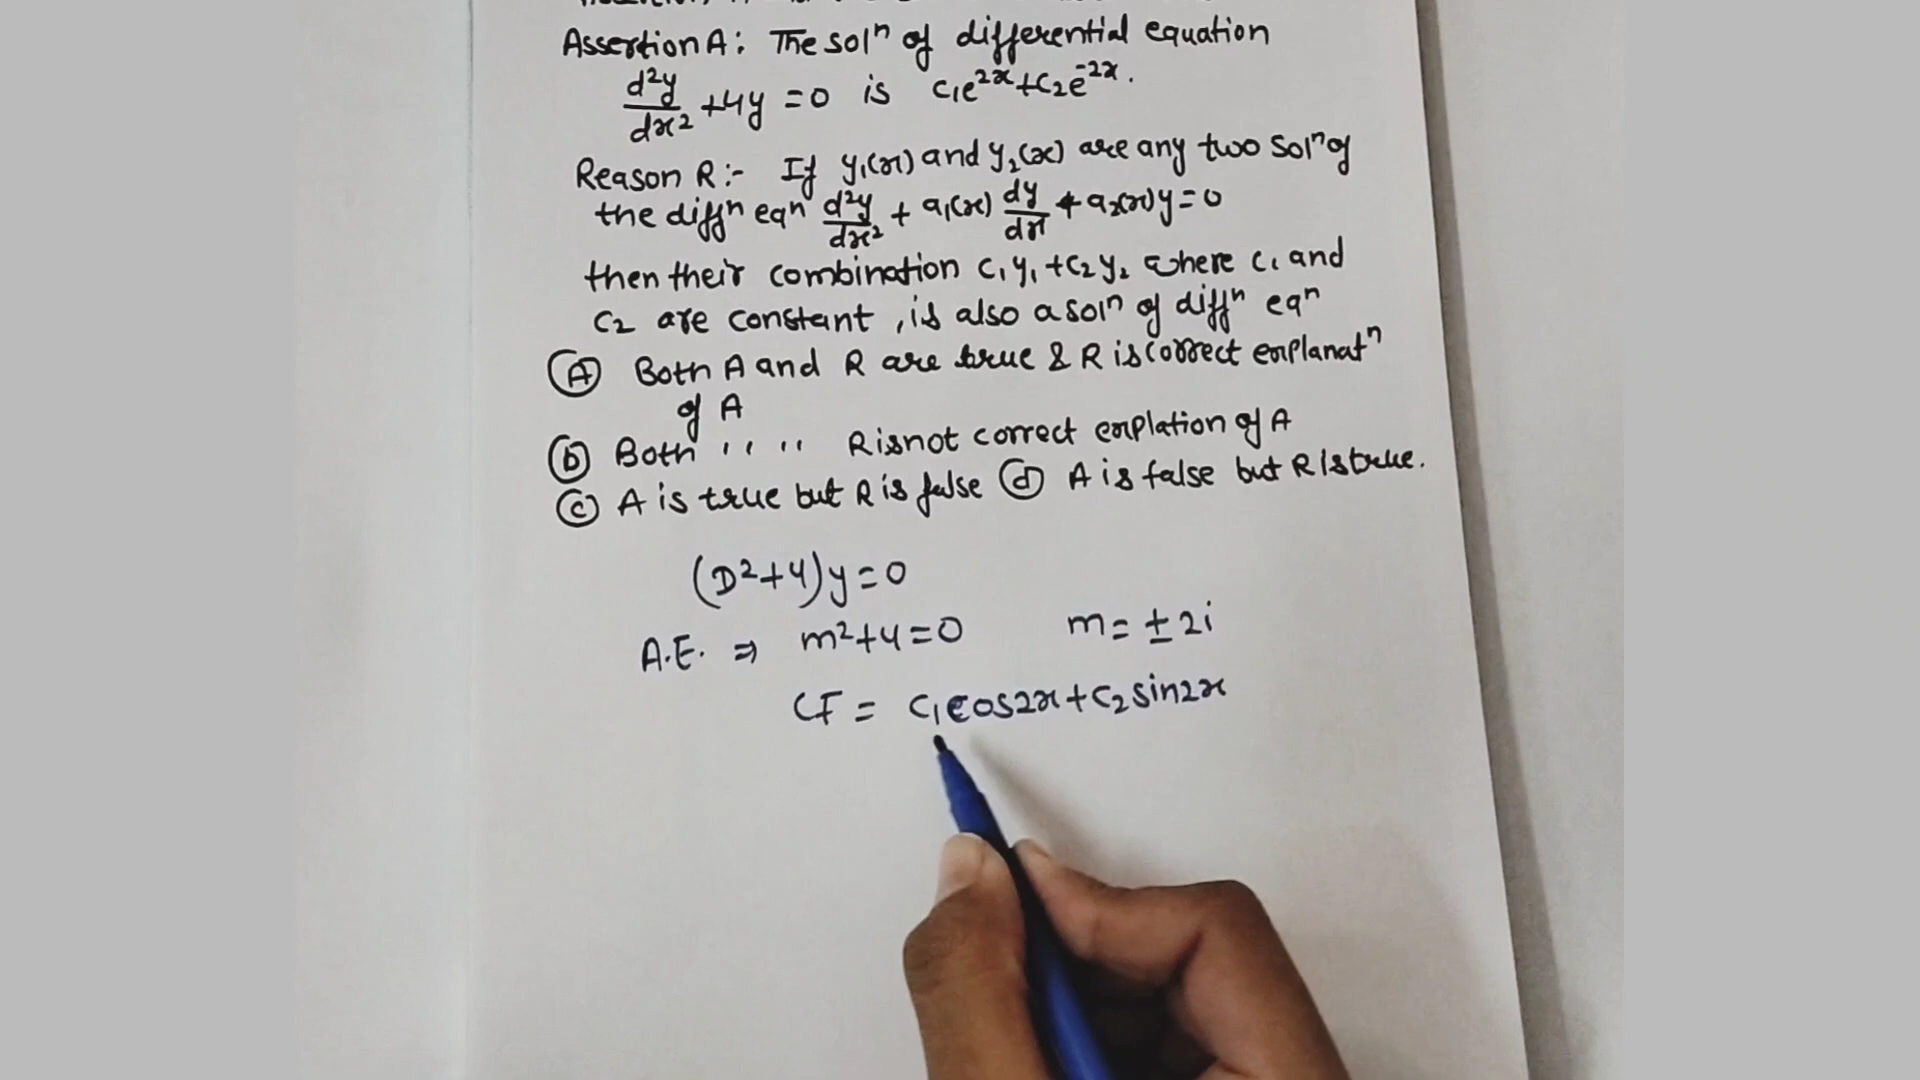 Assertion A: The solⁿ of differential equation
d²y/dx² + 4y = 0 is c₁e²ˣ + c₂e⁻²ˣ.
Reason R:- If y₁(x) and y₂(x) are any two solⁿ of
the diffⁿ eqⁿ d²y/dx² + a₁(x) dy/dx + a₂(x)y = 0
then their combination c₁y₁ + c₂y₂ where c₁ and
c₂ are constant, is also a solⁿ of diffⁿ eqⁿ
(A) Both A and R are true & R is correct explanatⁿ
of A
(b) Both ,, ,, R is not correct explation of A
(c) A is true but R is false (d) A is false but R is true.
(D²+4)y = 0
A.E. ⇒ m²+4=0 m = ± 2i
CF = c₁cos2x + c₂sin2x